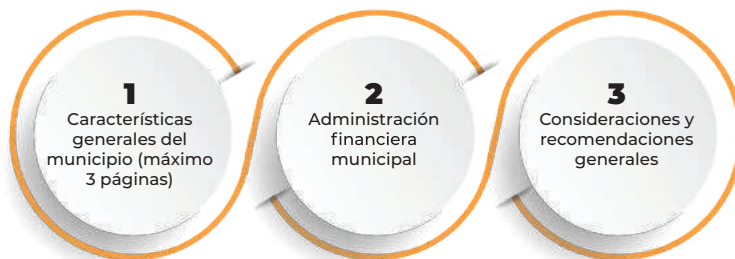 1
Características
generales del
municipio (máximo
3 páginas)
2
Administración
financiera
municipal
3
Consideraciones y
recomendaciones
generales